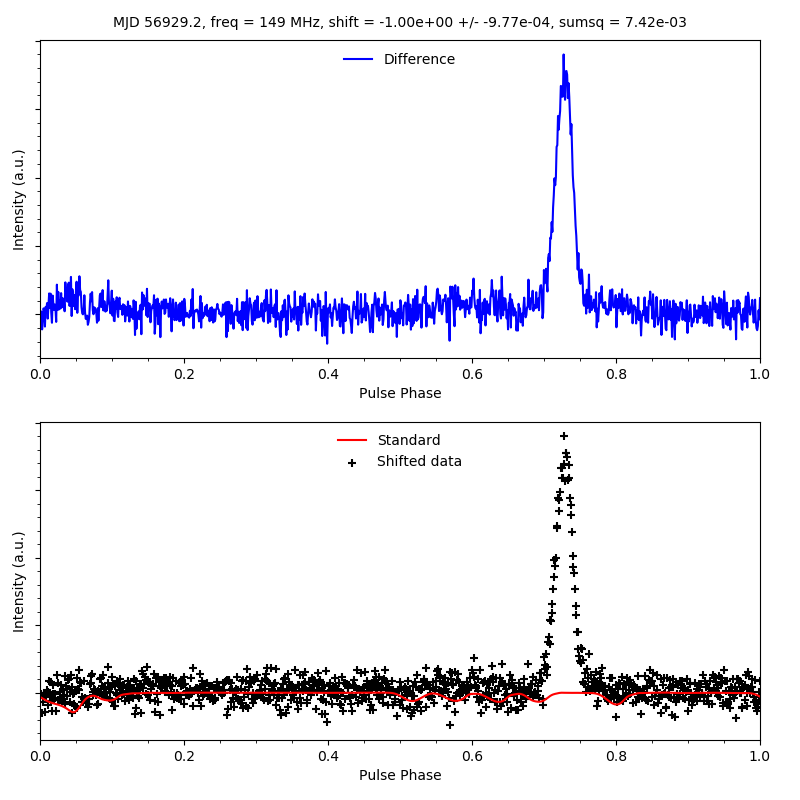 MJD 56929.2, freq = 149 MHz, shift = -1.00e+00 +/- -9.77e-04, sumsq = 7.42e-03
Difference
Intensity (a.u.)
0.0 0.2 0.4 0.6 0.8 1.0
Pulse Phase
Standard
Shifted data
Intensity (a.u.)
0.0 0.2 0.4 0.6 0.8 1.0
Pulse Phase